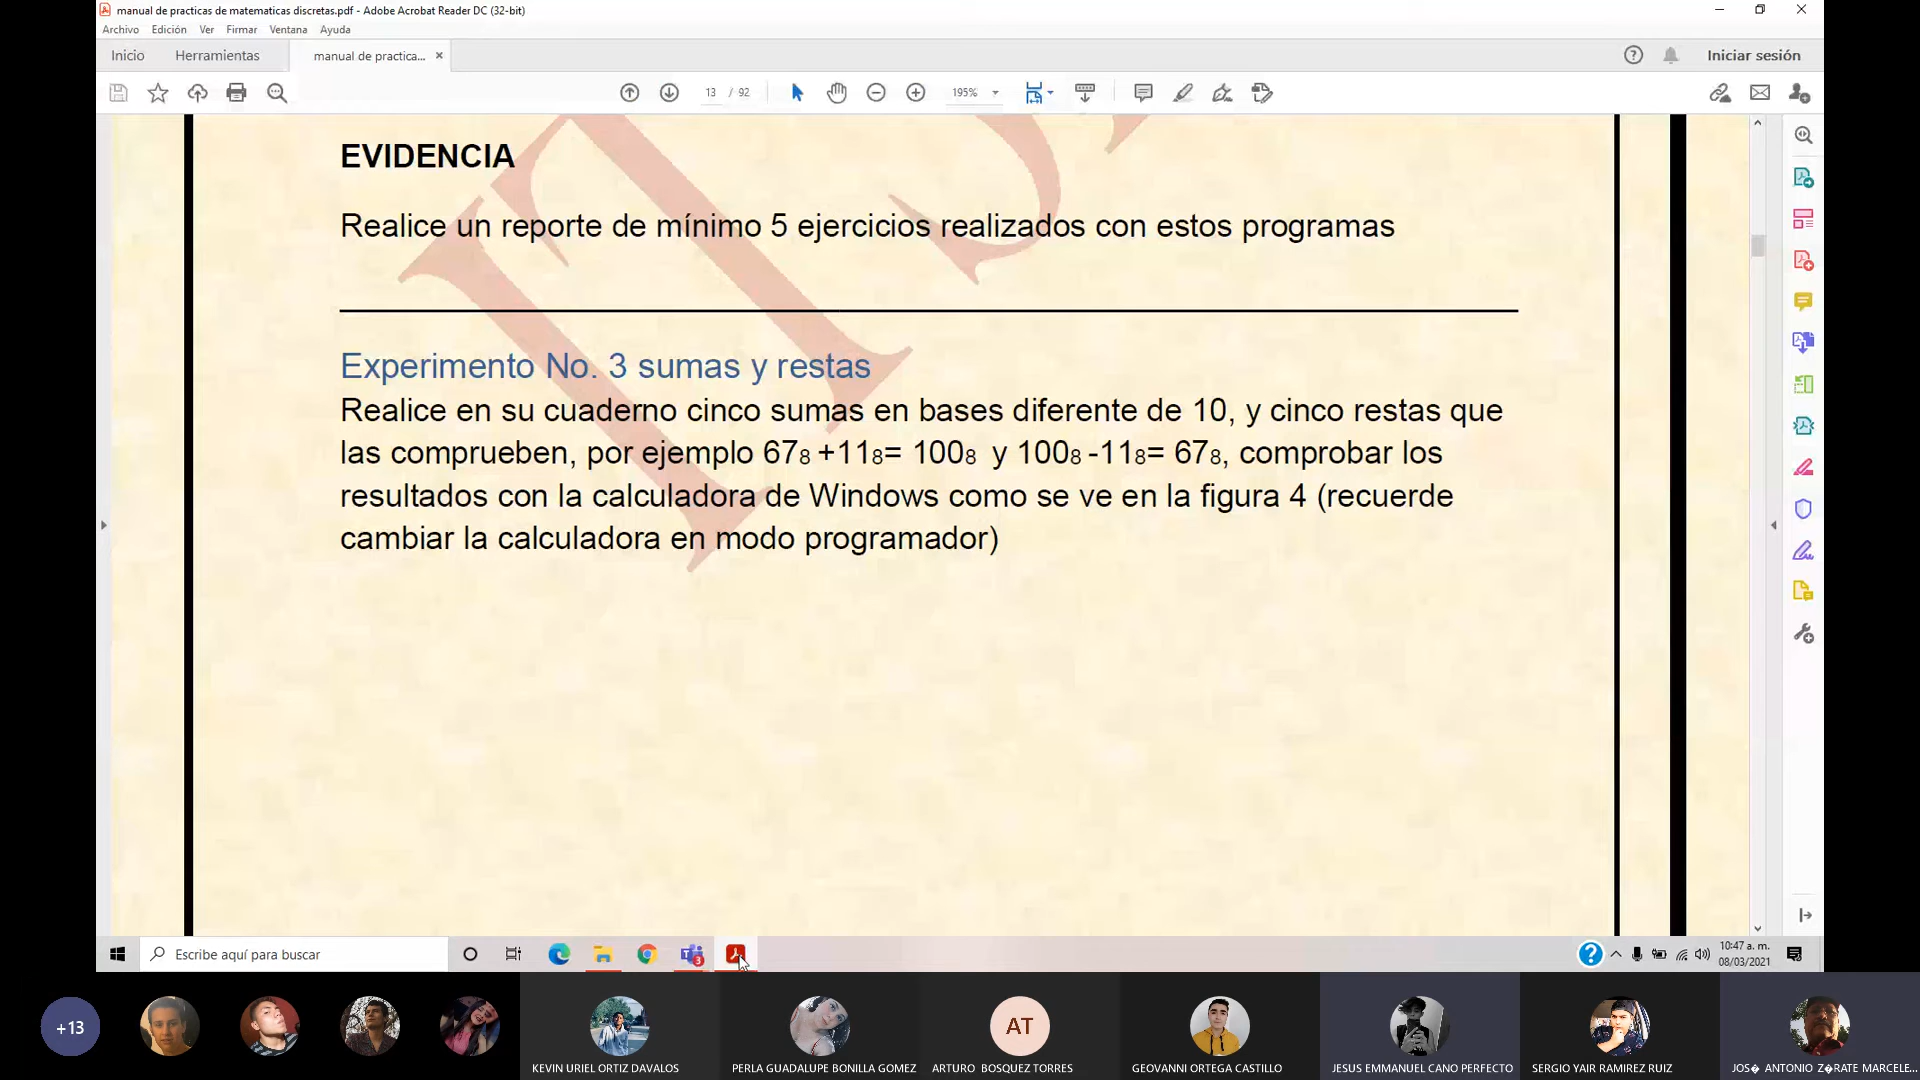 manual de practicas de matematicas discretas.pdf - Adobe Acrobat Reader DC (32-bit)
Archivo Edición Ver Firmar Ventana Ayuda
Inicio Herramientas manual de practica... × Iniciar sesión
13 / 92 195%
EVIDENCIA
Realice un reporte de mínimo 5 ejercicios realizados con estos programas
Experimento No. 3 sumas y restas
Realice en su cuaderno cinco sumas en bases diferente de 10, y cinco restas que
las comprueben, por ejemplo 67₈ +11₈= 100₈ y 100₈ -11₈= 67₈, comprobar los
resultados con la calculadora de Windows como se ve en la figura 4 (recuerde
cambiar la calculadora en modo programador)
Escribe aquí para buscar
3
10:47 a. m.
08/03/2021
+13
AT
KEVIN URIEL ORTIZ DAVALOS PERLA GUADALUPE BONILLA GOMEZ ARTURO BOSQUEZ TORRES GEOVANNI ORTEGA CASTILLO JESUS EMMANUEL CANO PERFECTO SERGIO YAIR RAMIREZ RUIZ JOS� ANTONIO Z�RATE MARCELE...